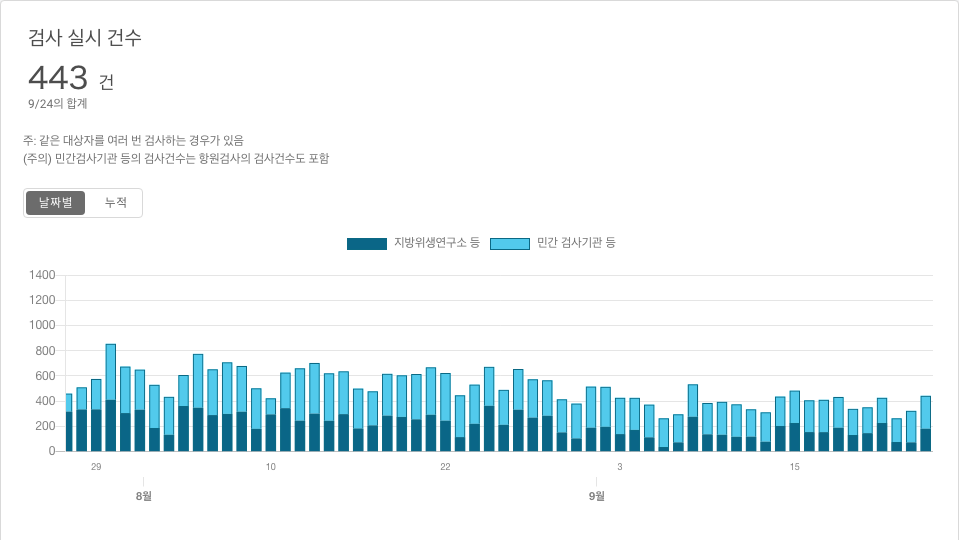 검사 실시 건수
443 건
9/24의 합계
주: 같은 대상자를 여러 번 검사하는 경우가 있음
(주의) 민간검사기관 등의 검사건수는 항원검사의 검사건수도 포함
날짜별 누적
지방위생연구소 등 민간 검사기관 등
1400
1200
1000
800
600
400
200
0
29 10 22 3 15
8월 9월